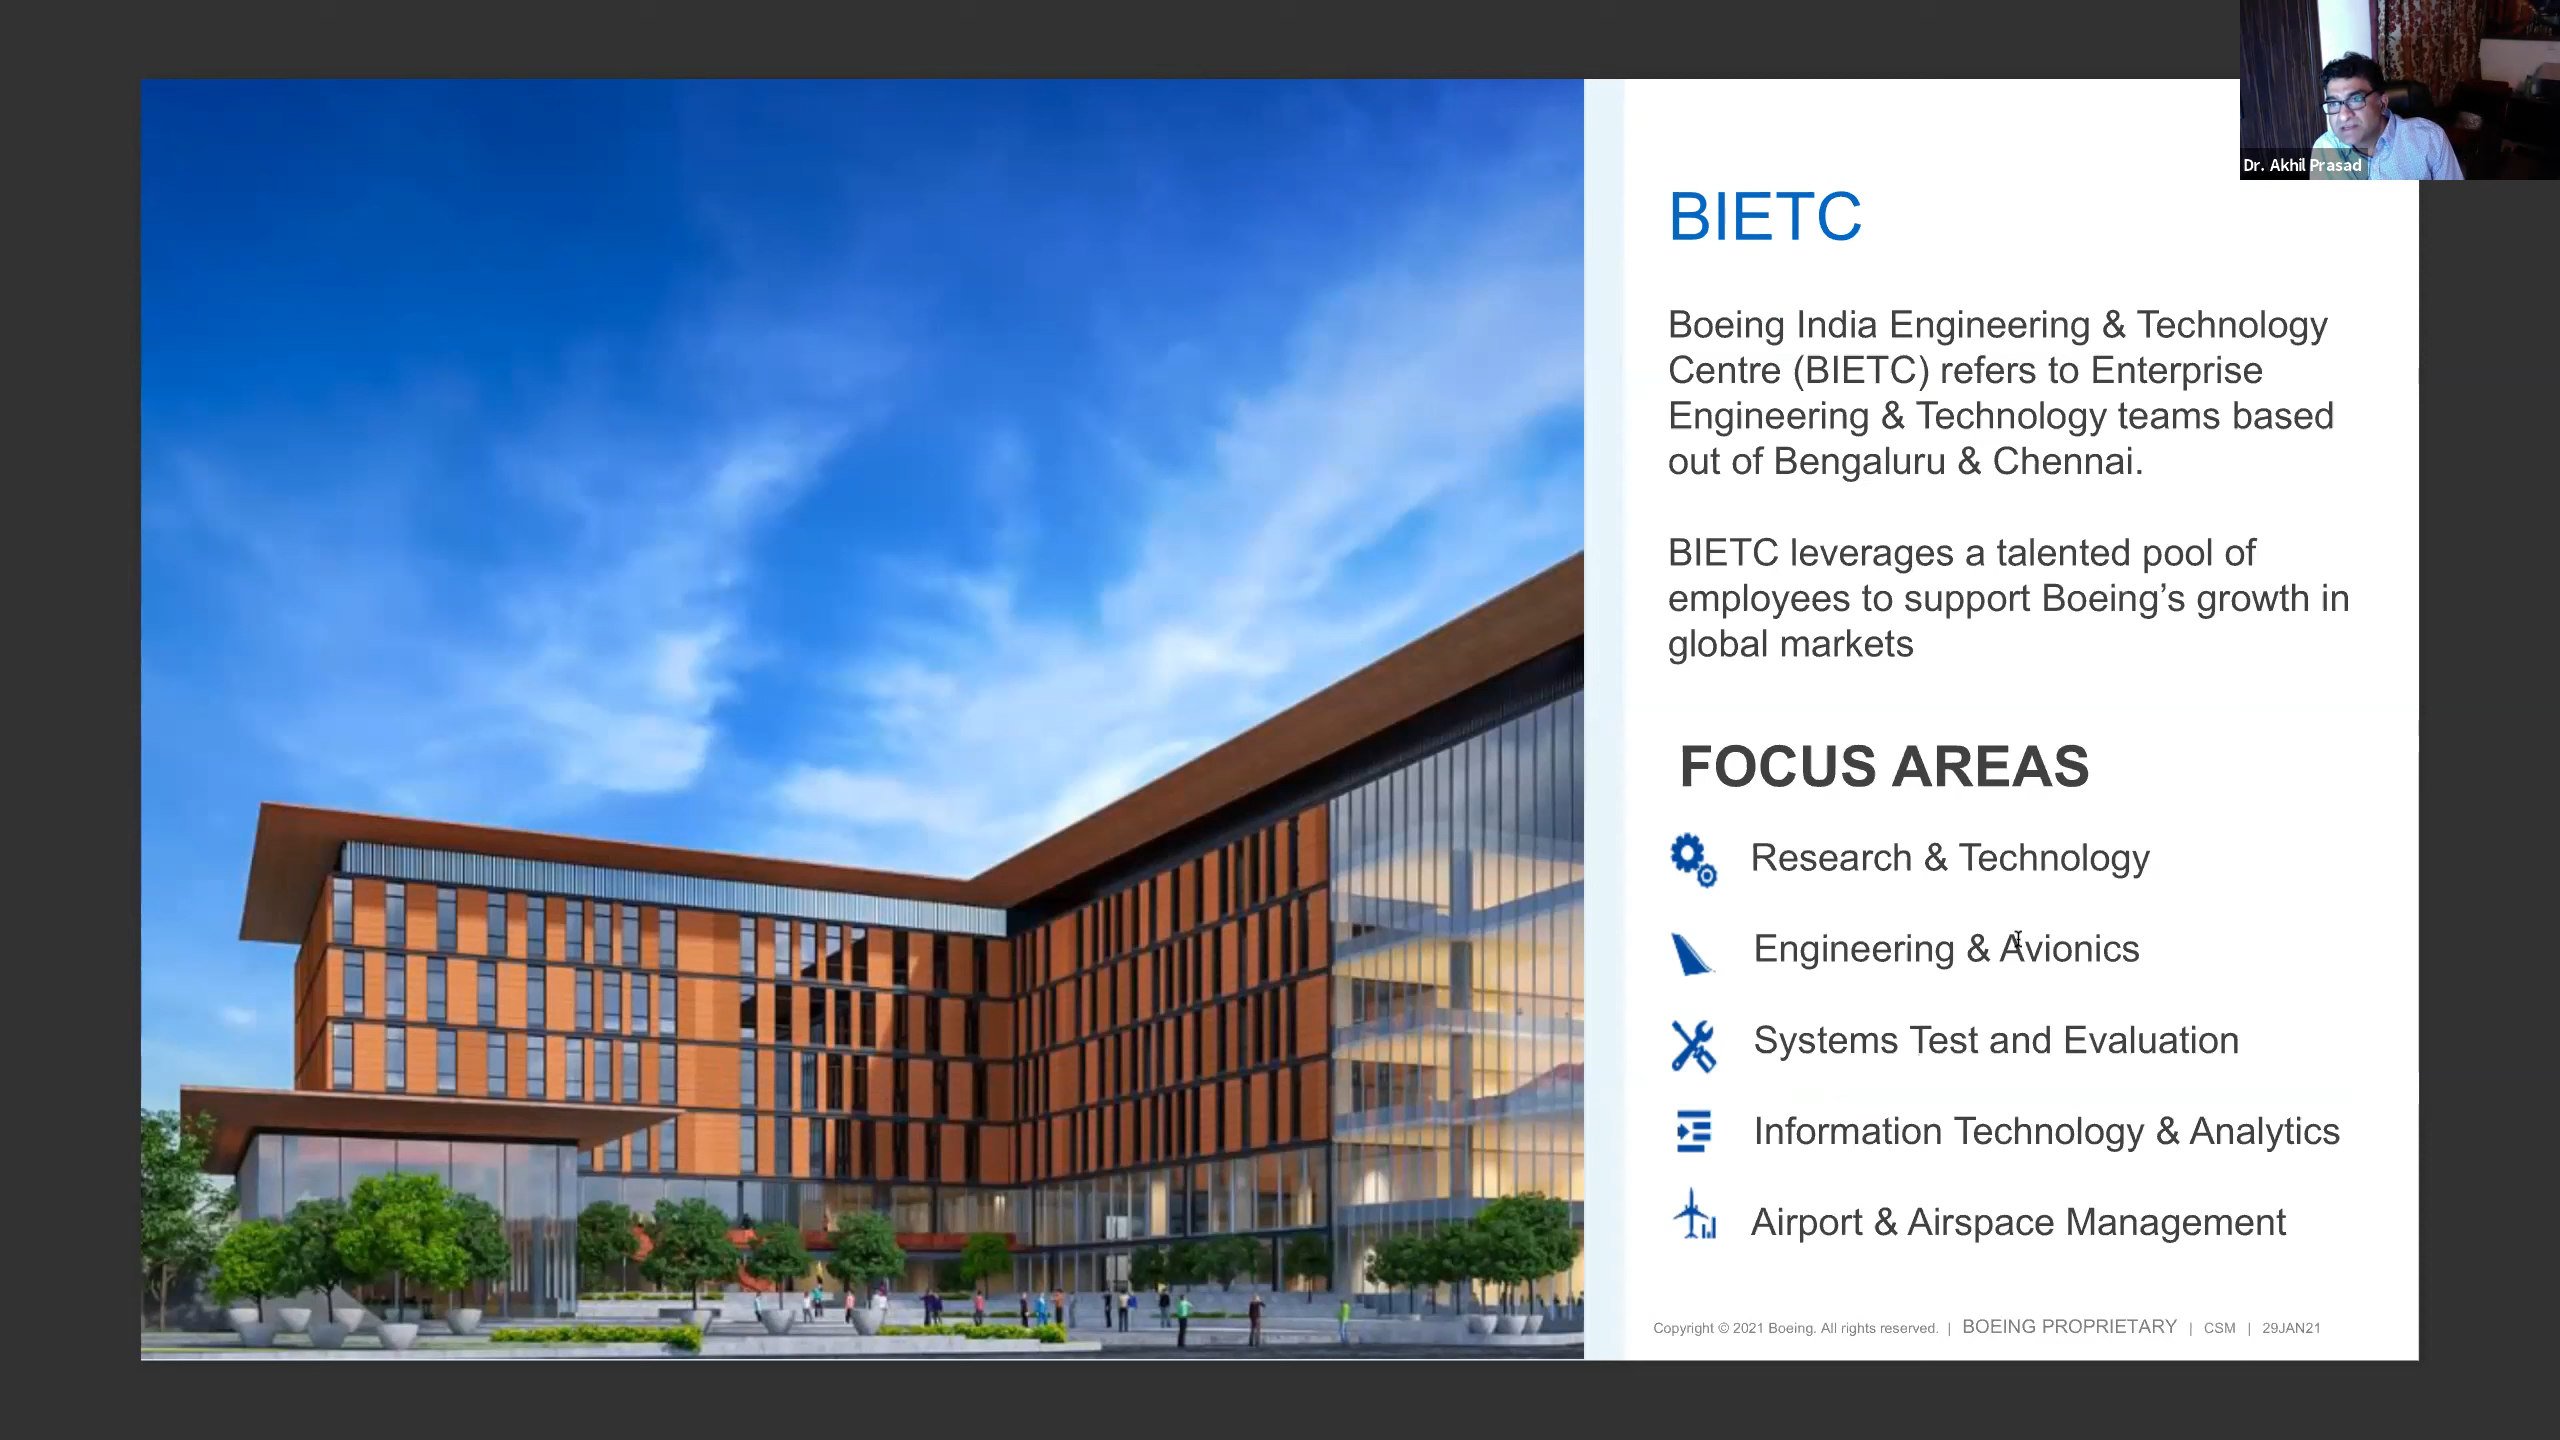 Dr. Akhil Prasad
BIETC
Boeing India Engineering & Technology
Centre (BIETC) refers to Enterprise
Engineering & Technology teams based
out of Bengaluru & Chennai.
BIETC leverages a talented pool of
employees to support Boeing’s growth in
global markets
FOCUS AREAS
Research & Technology
Engineering & Avionics
Systems Test and Evaluation
Information Technology & Analytics
Airport & Airspace Management
Copyright © 2021 Boeing. All rights reserved. | BOEING PROPRIETARY | CSM | 29JAN21